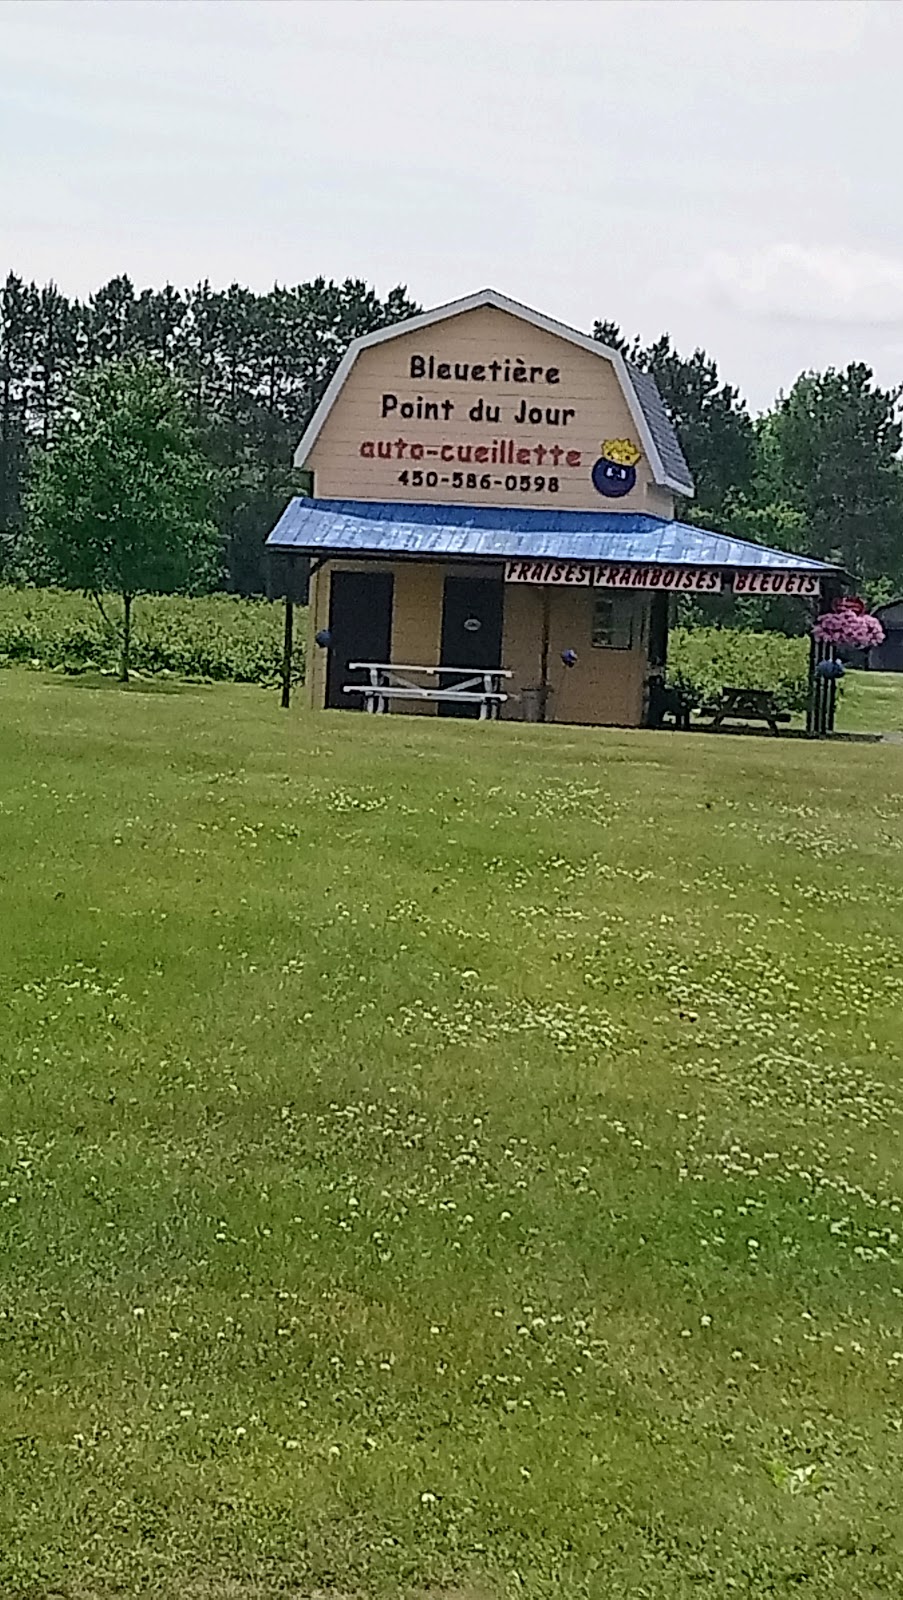 Bleuetière
Point du Jour
auto-cueillette
450-586-0598
FRAISES FRAMBOISES BLEUETS